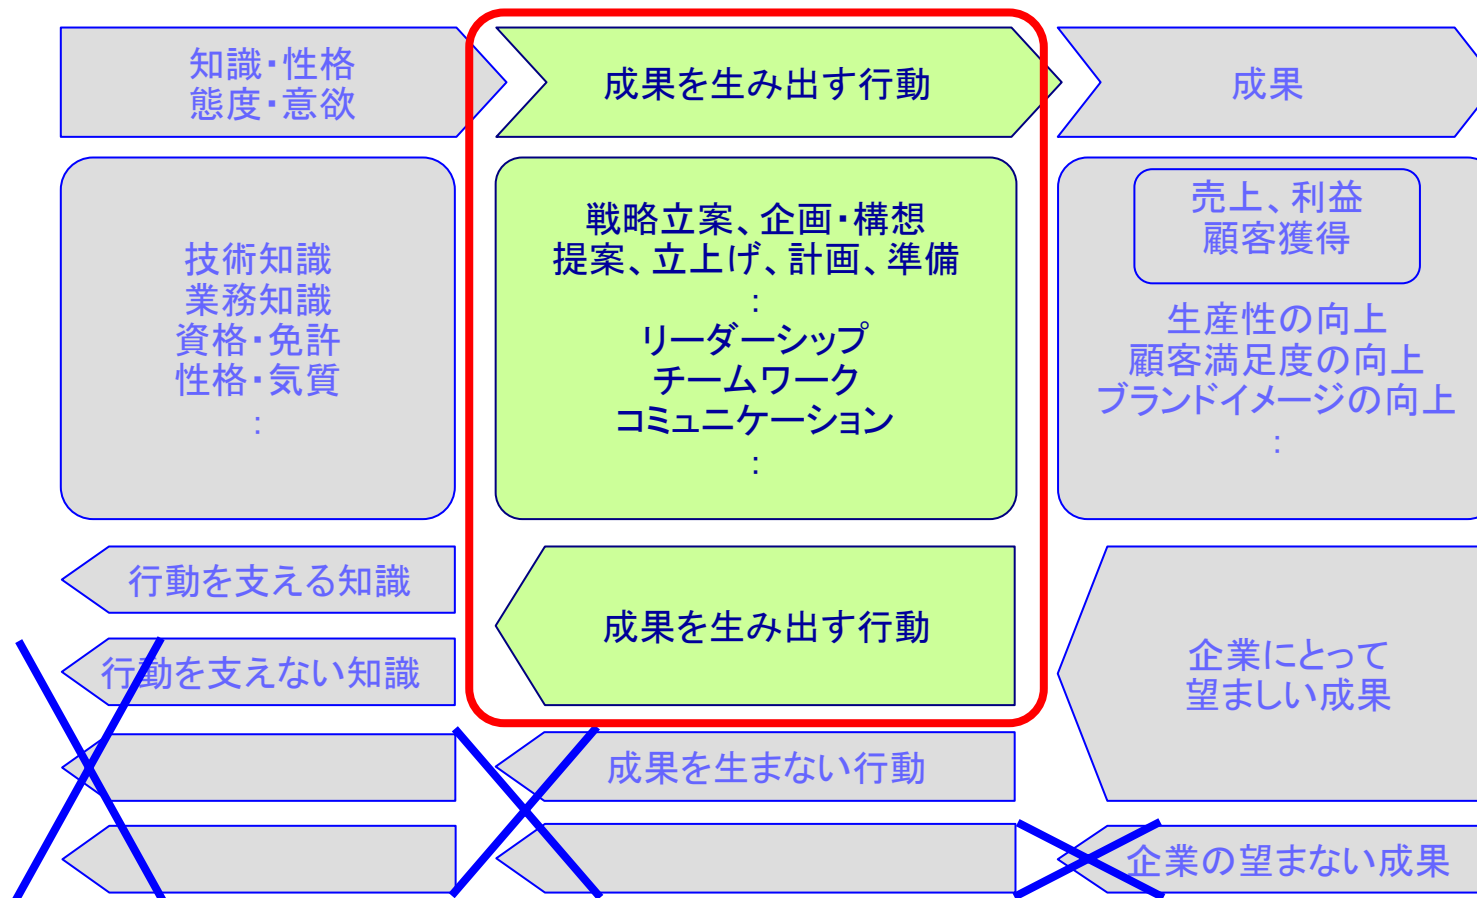 知識・性格
態度・意欲
成果を生み出す行動
成果
技術知識
業務知識
資格・免許
性格・気質
:
戦略立案、企画・構想
提案、立上げ、計画、準備
:
リーダーシップ
チームワーク
コミュニケーション
:
売上、利益
顧客獲得
生産性の向上
顧客満足度の向上
ブランドイメージの向上
:
行動を支える知識
行動を支えない知識
成果を生み出す行動
成果を生まない行動
企業にとって
望ましい成果
企業の望まない成果